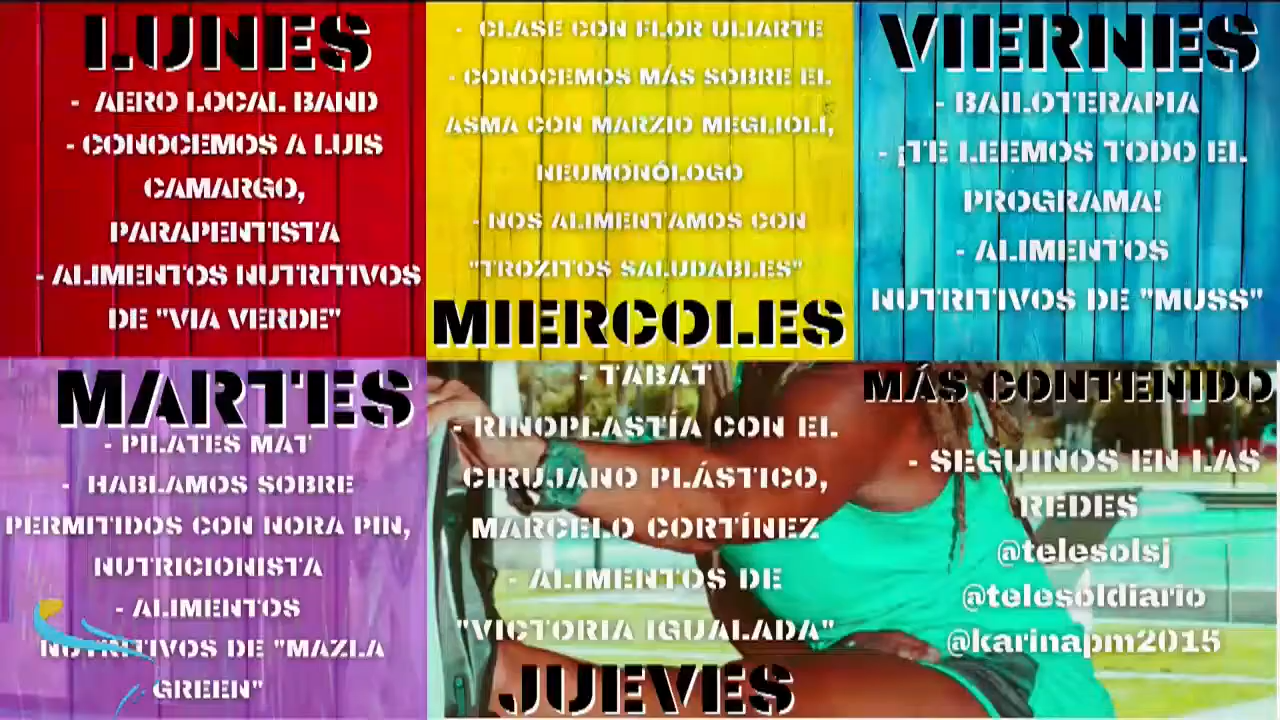 LUNES
- AERO LOCAL BAND
- CONOCEMOS A LUIS
CAMARGO,
PARAPENTISTA
- ALIMENTOS NUTRITIVOS
DE "VIA VERDE"
- CLASE CON FLOR ULIARTE
- CONOCEMOS MÁS SOBRE EL
ASMA CON MARZIO MEGLIOLI,
NEUMONÓLOGO
- NOS ALIMENTAMOS CON
"TROZITOS SALUDABLES"
MIERCOLES
VIERNES
- BAILOTERAPIA
- ¡TE LEEMOS TODO EL
PROGRAMA!
- ALIMENTOS
NUTRITIVOS DE "MUSS"
MARTES
- PILATES MAT
- HABLAMOS SOBRE
PERMITIDOS CON NORA PIN,
NUTRICIONISTA
- ALIMENTOS
NUTRITIVOS DE "MAZLA
GREEN"
- TABAT
- RINOPLASTÍA CON EL
CIRUJANO PLÁSTICO,
MARCELO CORTÍNEZ
- ALIMENTOS DE
"VICTORIA IGUALADA"
JUEVES
MÁS CONTENIDO
- SEGUINOS EN LAS
REDES
@telesolsj
@telesoldiario
@karinapm2015